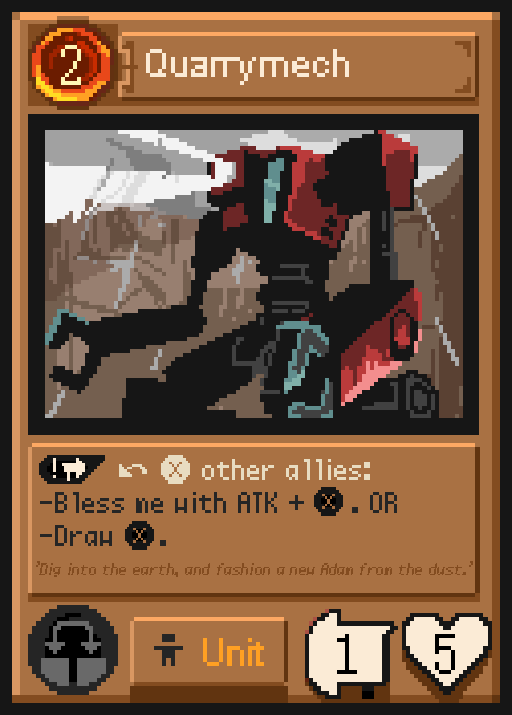 2
Quarrymech
X other allies:
-Bless me with ATK + X. OR
-Draw X.
'Dig into the earth, and fashion a new Adam from the dust.'
Unit
1
5